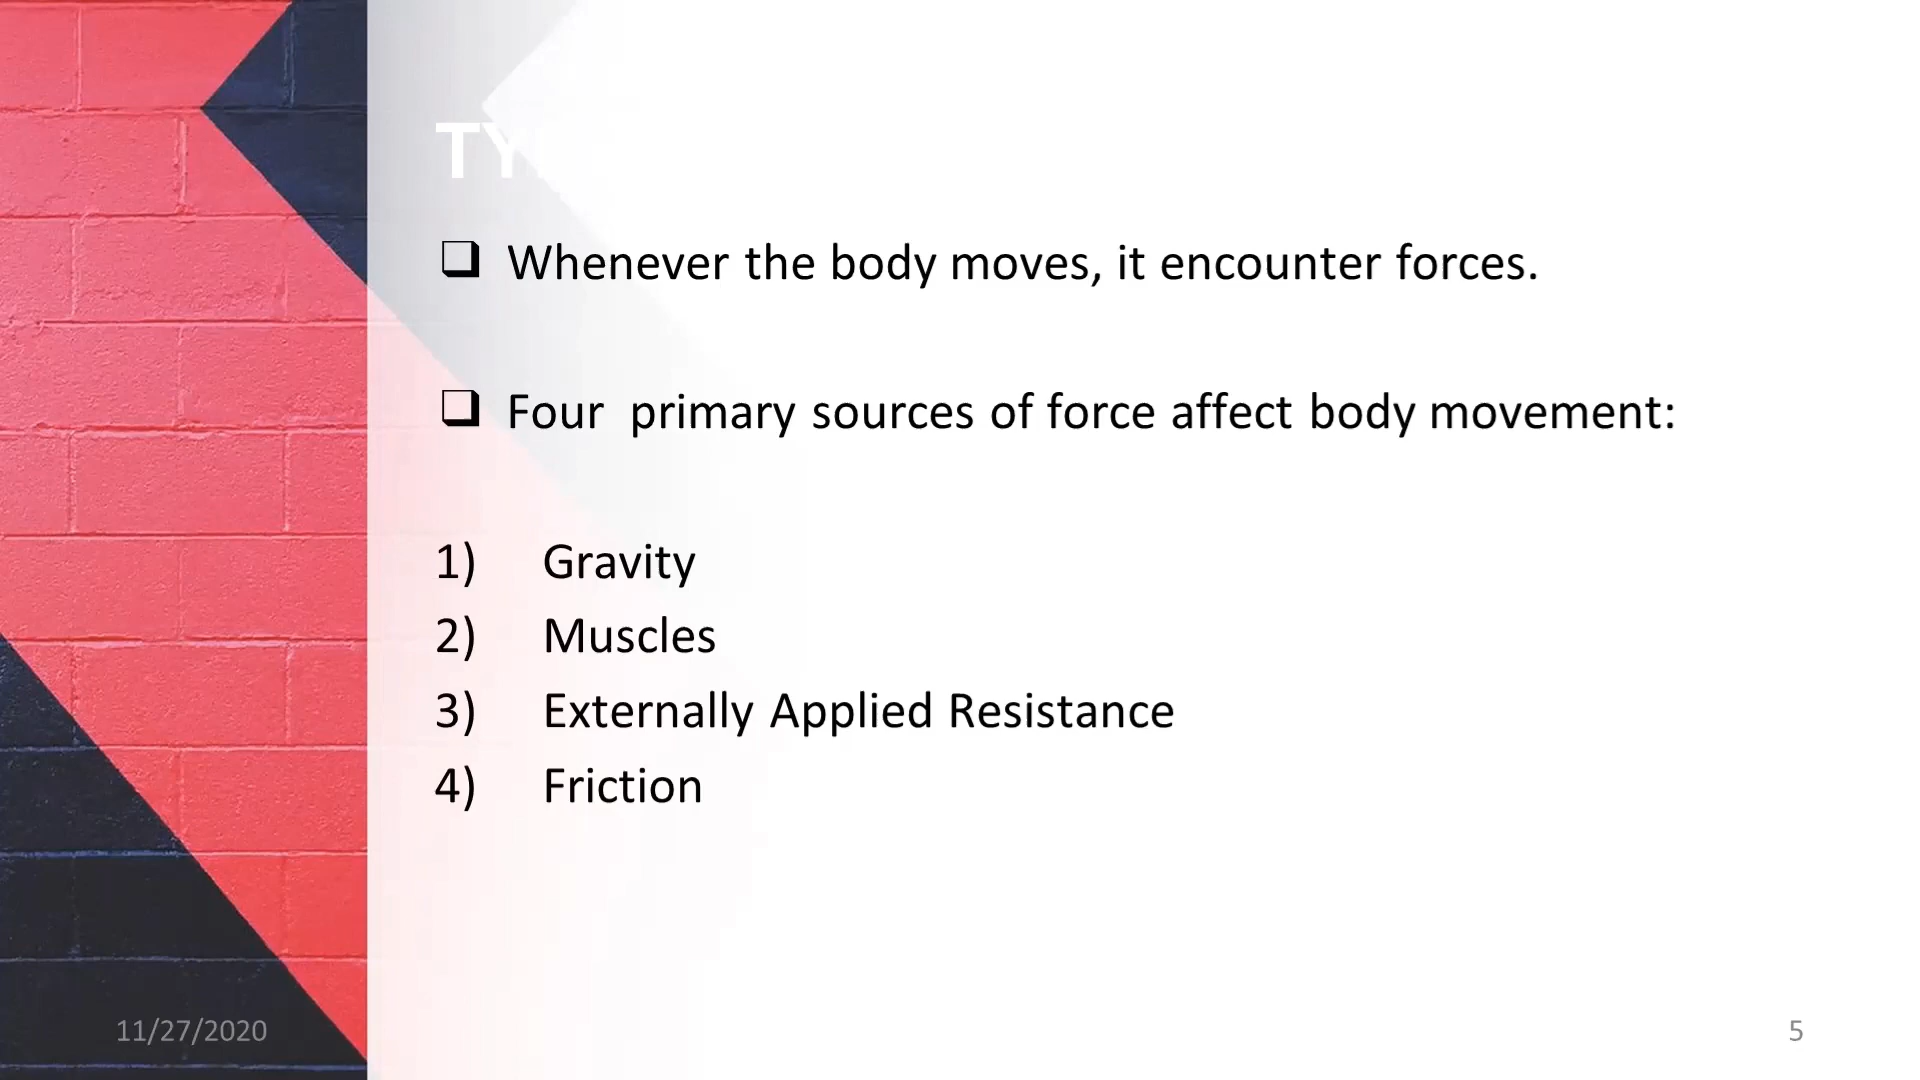 ❑ Whenever the body moves, it encounter forces.
❑ Four primary sources of force affect body movement:
1) Gravity
2) Muscles
3) Externally Applied Resistance
4) Friction
11/27/2020
5